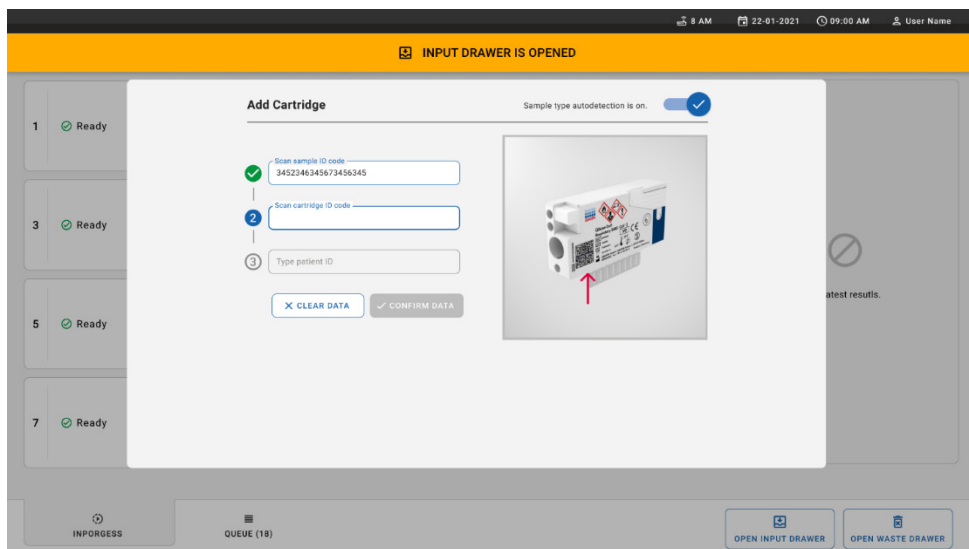 8 AM 22-01-2021 09:00 AM User Name
INPUT DRAWER IS OPENED
Add Cartridge
Sample type autodetection is on.
1 Ready
Scan sample ID code
3452346345673456345
Scan cartridge ID code
2
3 Ready
3 Type patient ID
CLEAR DATA CONFIRM DATA
atest resutls.
5 Ready
7 Ready
INPORGESS
QUEUE (18)
OPEN INPUT DRAWER
OPEN WASTE DRAWER